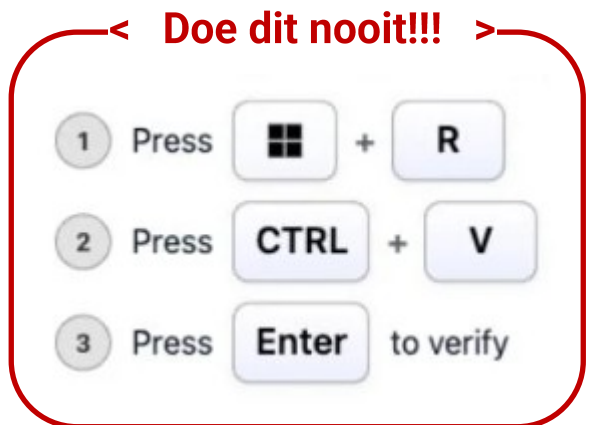 < Doe dit nooit!!! >
1 Press + R
2 Press CTRL + V
3 Press Enter to verify